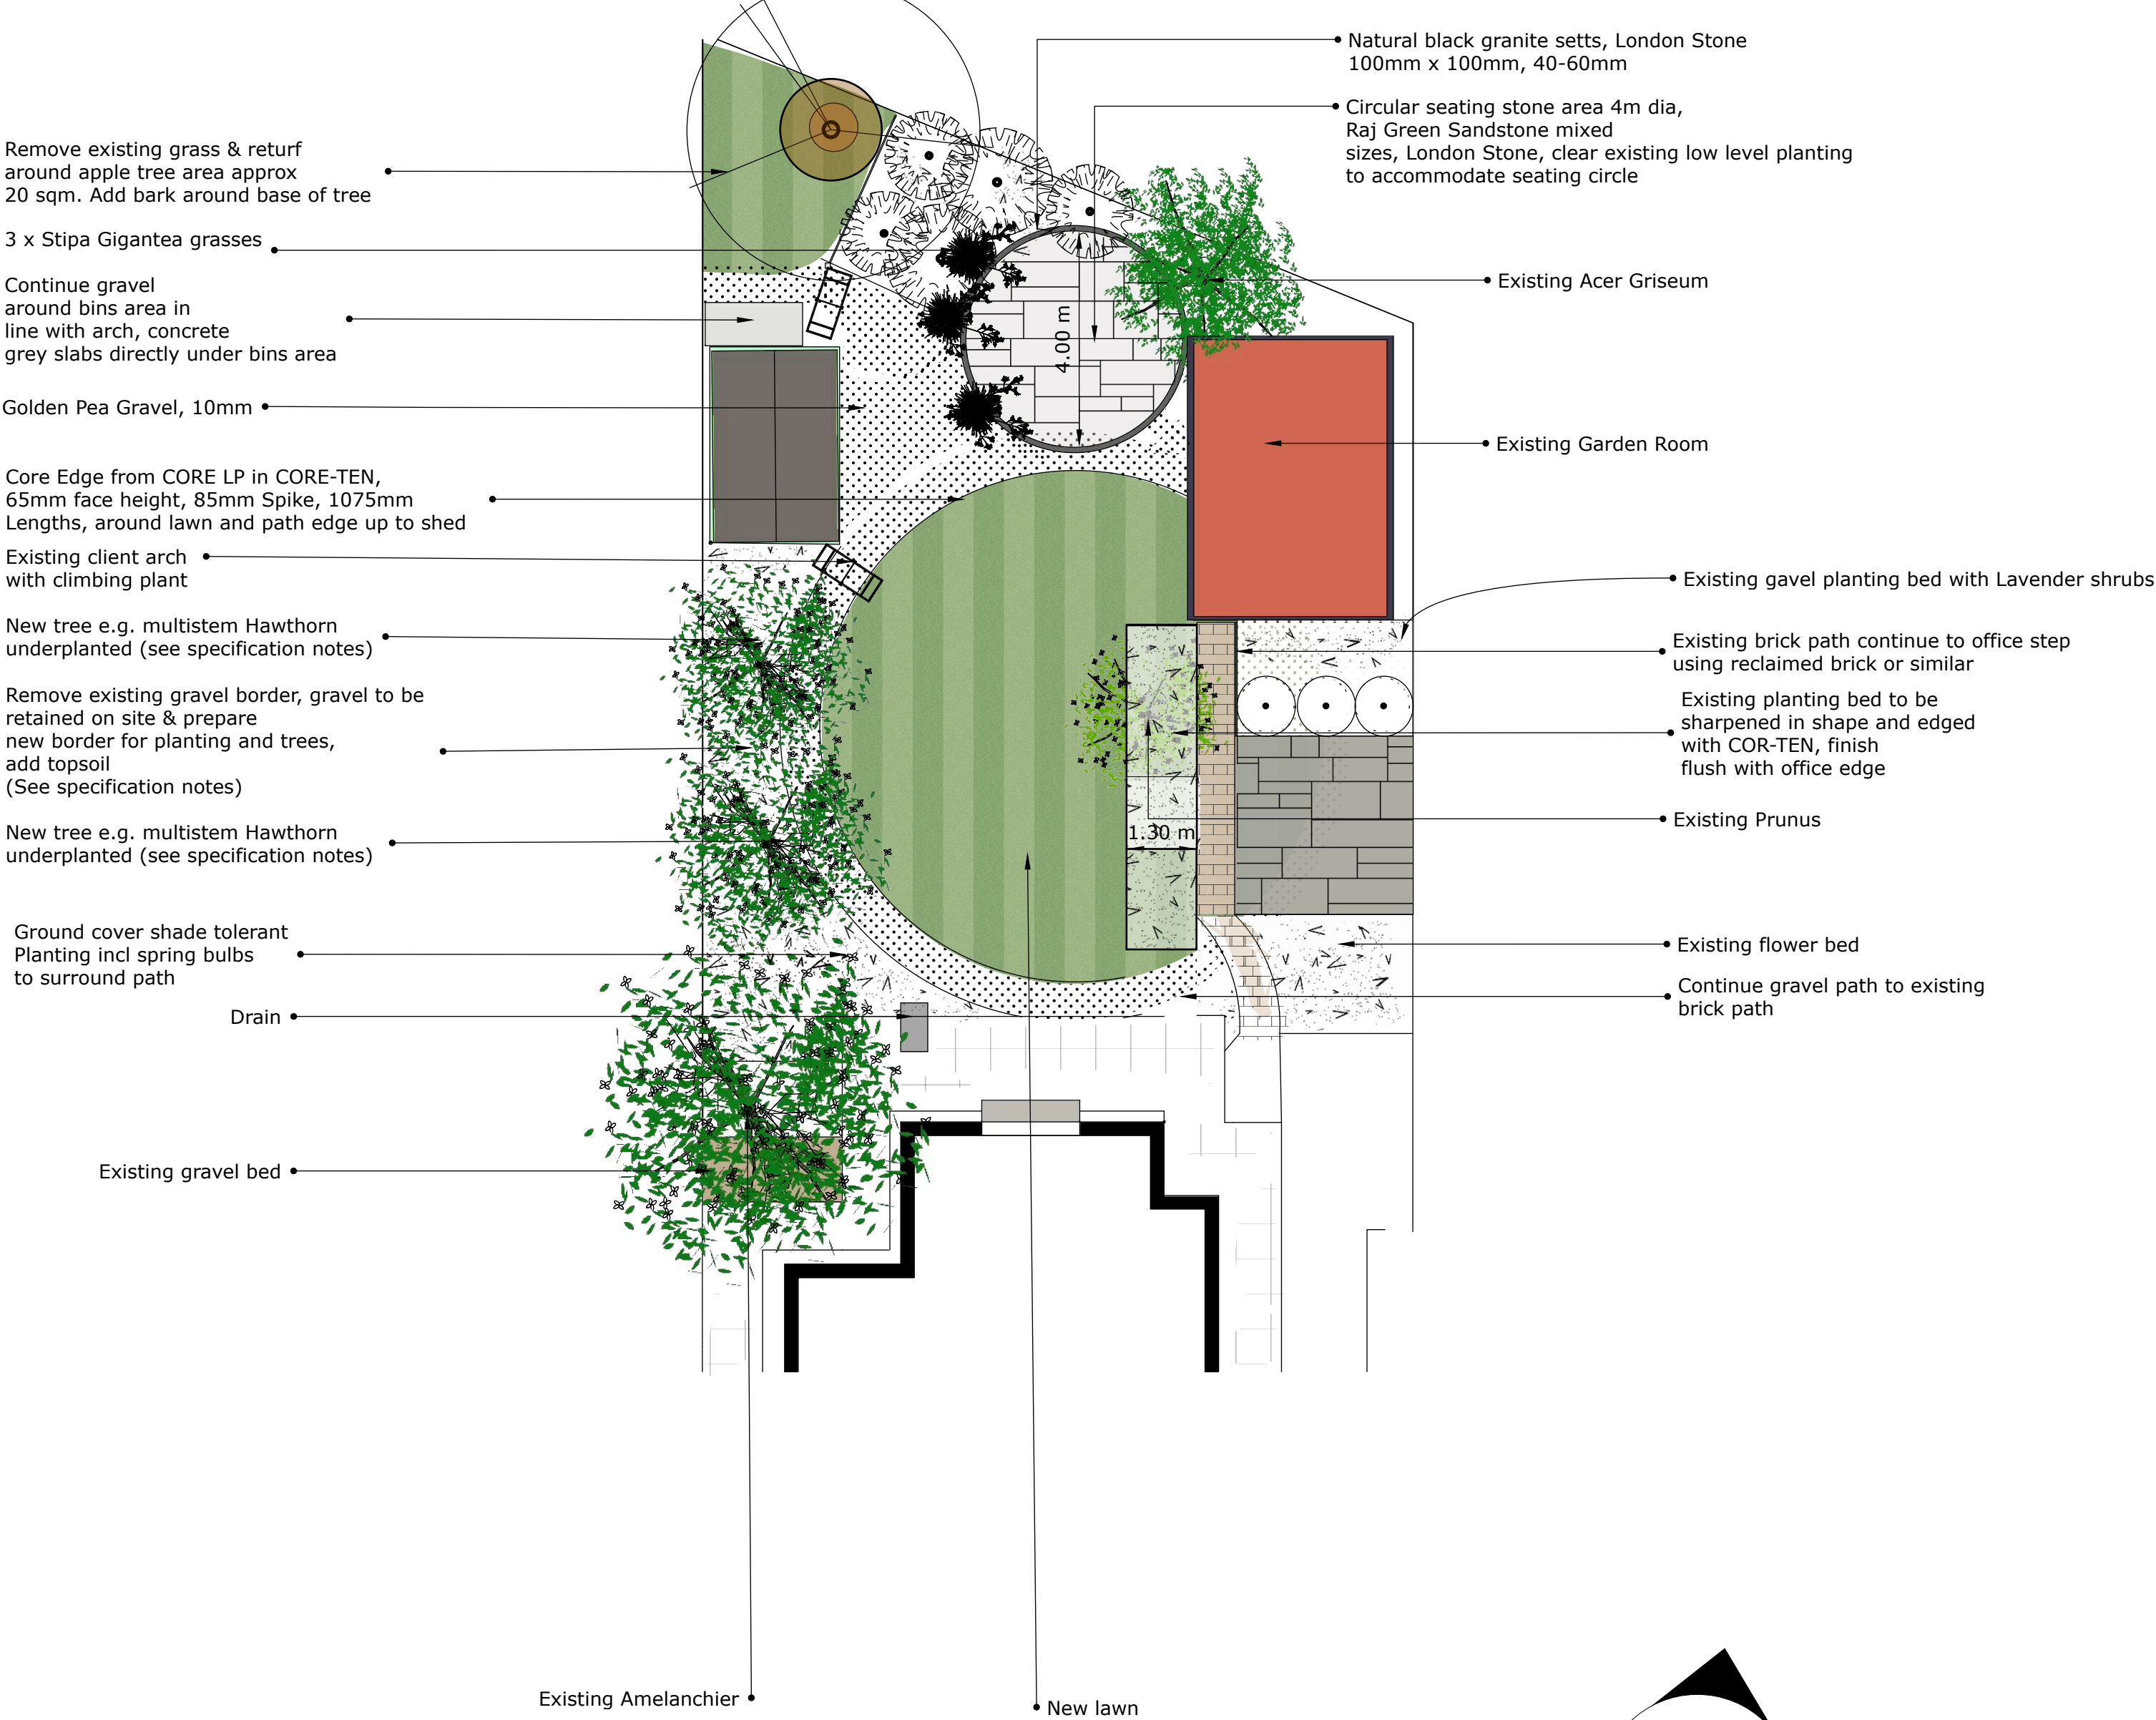 Natural black granite setts, London Stone
100mm x 100mm, 40-60mm
Circular seating stone area 4m dia,
Raj Green Sandstone mixed
sizes, London Stone, clear existing low level planting
to accommodate seating circle
Remove existing grass & returf
around apple tree area approx
20 sqm. Add bark around base of tree
3 x Stipa Gigantea grasses
Existing Acer Griseum
Continue gravel
around bins area in
line with arch, concrete
grey slabs directly under bins area
4.00 m
Golden Pea Gravel, 10mm
Existing Garden Room
Core Edge from CORE LP in CORE-TEN,
65mm face height, 85mm Spike, 1075mm
Lengths, around lawn and path edge up to shed
Existing client arch
with climbing plant
Existing gavel planting bed with Lavender shrubs
New tree e.g. multistem Hawthorn
underplanted (see specification notes)
Existing brick path continue to office step
using reclaimed brick or similar
Remove existing gravel border, gravel to be
retained on site & prepare
new border for planting and trees,
add topsoil
(See specification notes)
Existing planting bed to be
sharpened in shape and edged
with COR-TEN, finish
flush with office edge
Existing Prunus
1.30 m
New tree e.g. multistem Hawthorn
underplanted (see specification notes)
Ground cover shade tolerant
Planting incl spring bulbs
to surround path
Existing flower bed
Continue gravel path to existing
brick path
Drain
Existing gravel bed
Existing Amelanchier
New lawn